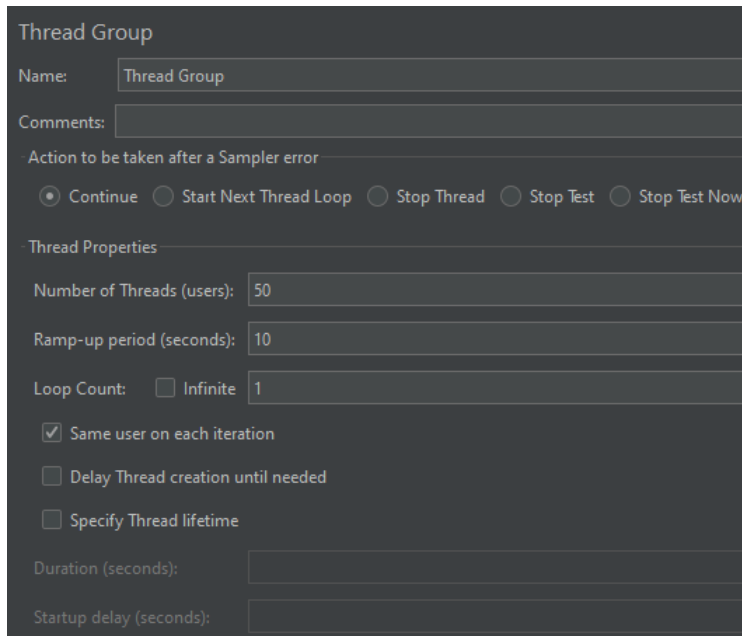 Thread Group
Name: Thread Group
Comments:
Action to be taken after a Sampler error
Continue Start Next Thread Loop Stop Thread Stop Test Stop Test Now
Thread Properties
Number of Threads (users): 50
Ramp-up period (seconds): 10
Loop Count: Infinite 1
Same user on each iteration
Delay Thread creation until needed
Specify Thread lifetime
Duration (seconds):
Startup delay (seconds):